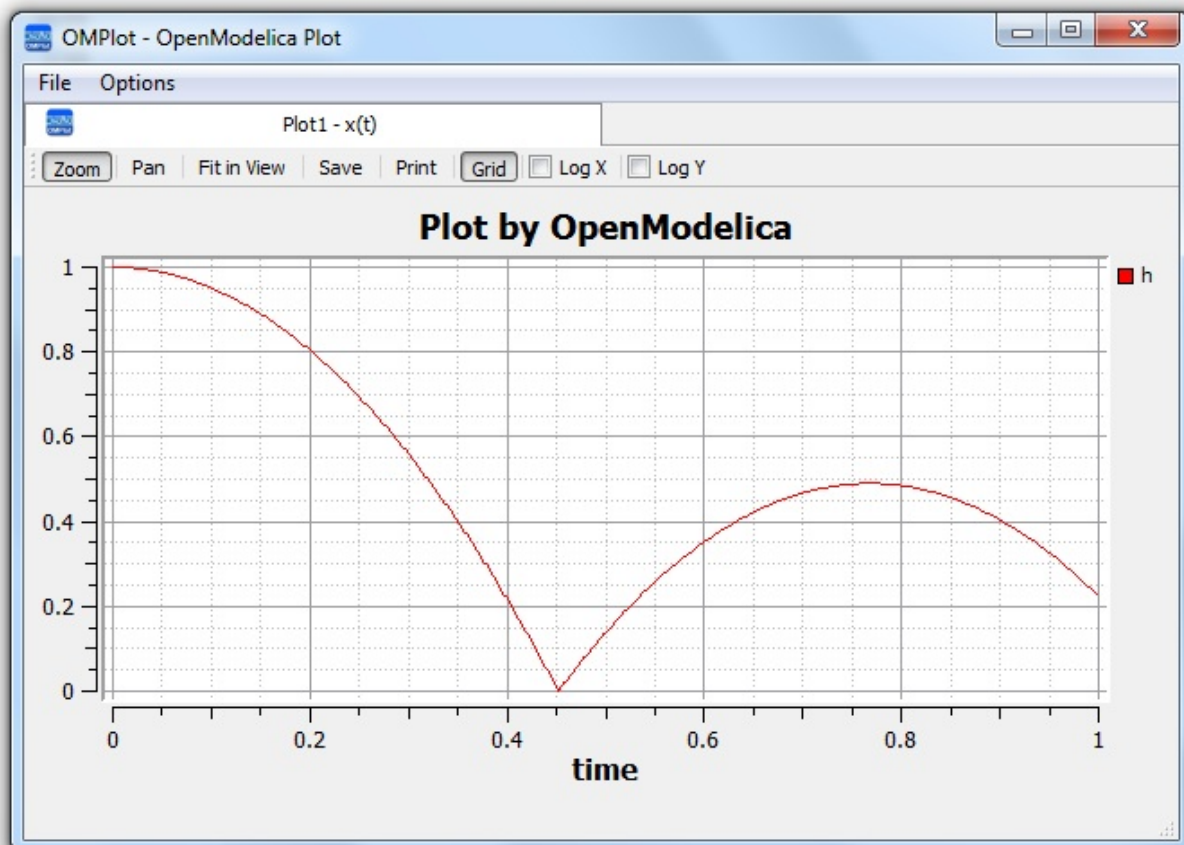 OMPlot - OpenModelica Plot
File Options
Plot1 - x(t)
Zoom Pan Fit in View Save Print Grid Log X Log Y
Plot by OpenModelica
1
h
0.8
0.6
0.4
0.2
0
0 0.2 0.4 0.6 0.8 1
time